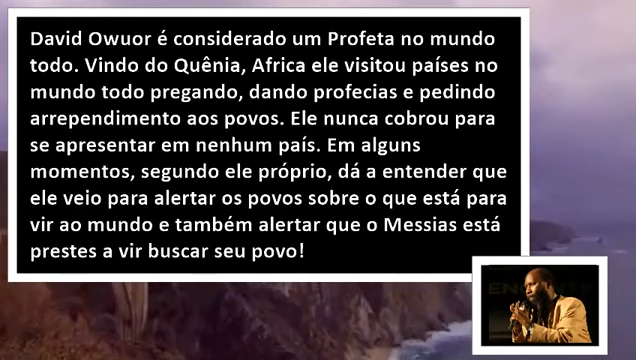 David Owuor é considerado um Profeta no mundo
todo. Vindo do Quênia, Africa ele visitou países no
mundo todo pregando, dando profecias e pedindo
arrependimento aos povos. Ele nunca cobrou para
se apresentar em nenhum país. Em alguns
momentos, segundo ele próprio, dá a entender que
ele veio para alertar os povos sobre o que está para
vir ao mundo e também alertar que o Messias está
prestes a vir buscar seu povo!